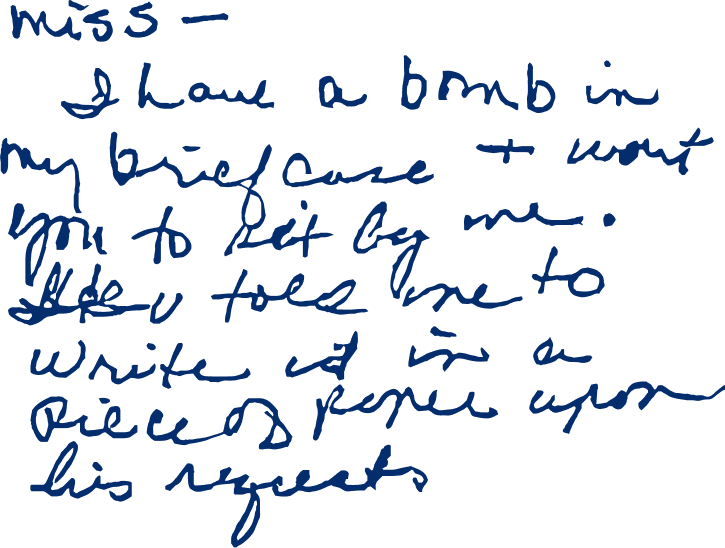 miss —
I have a bomb in
my briefcase + want
you to sit by me.
told me to
write it in a
piece of paper upon
his requests